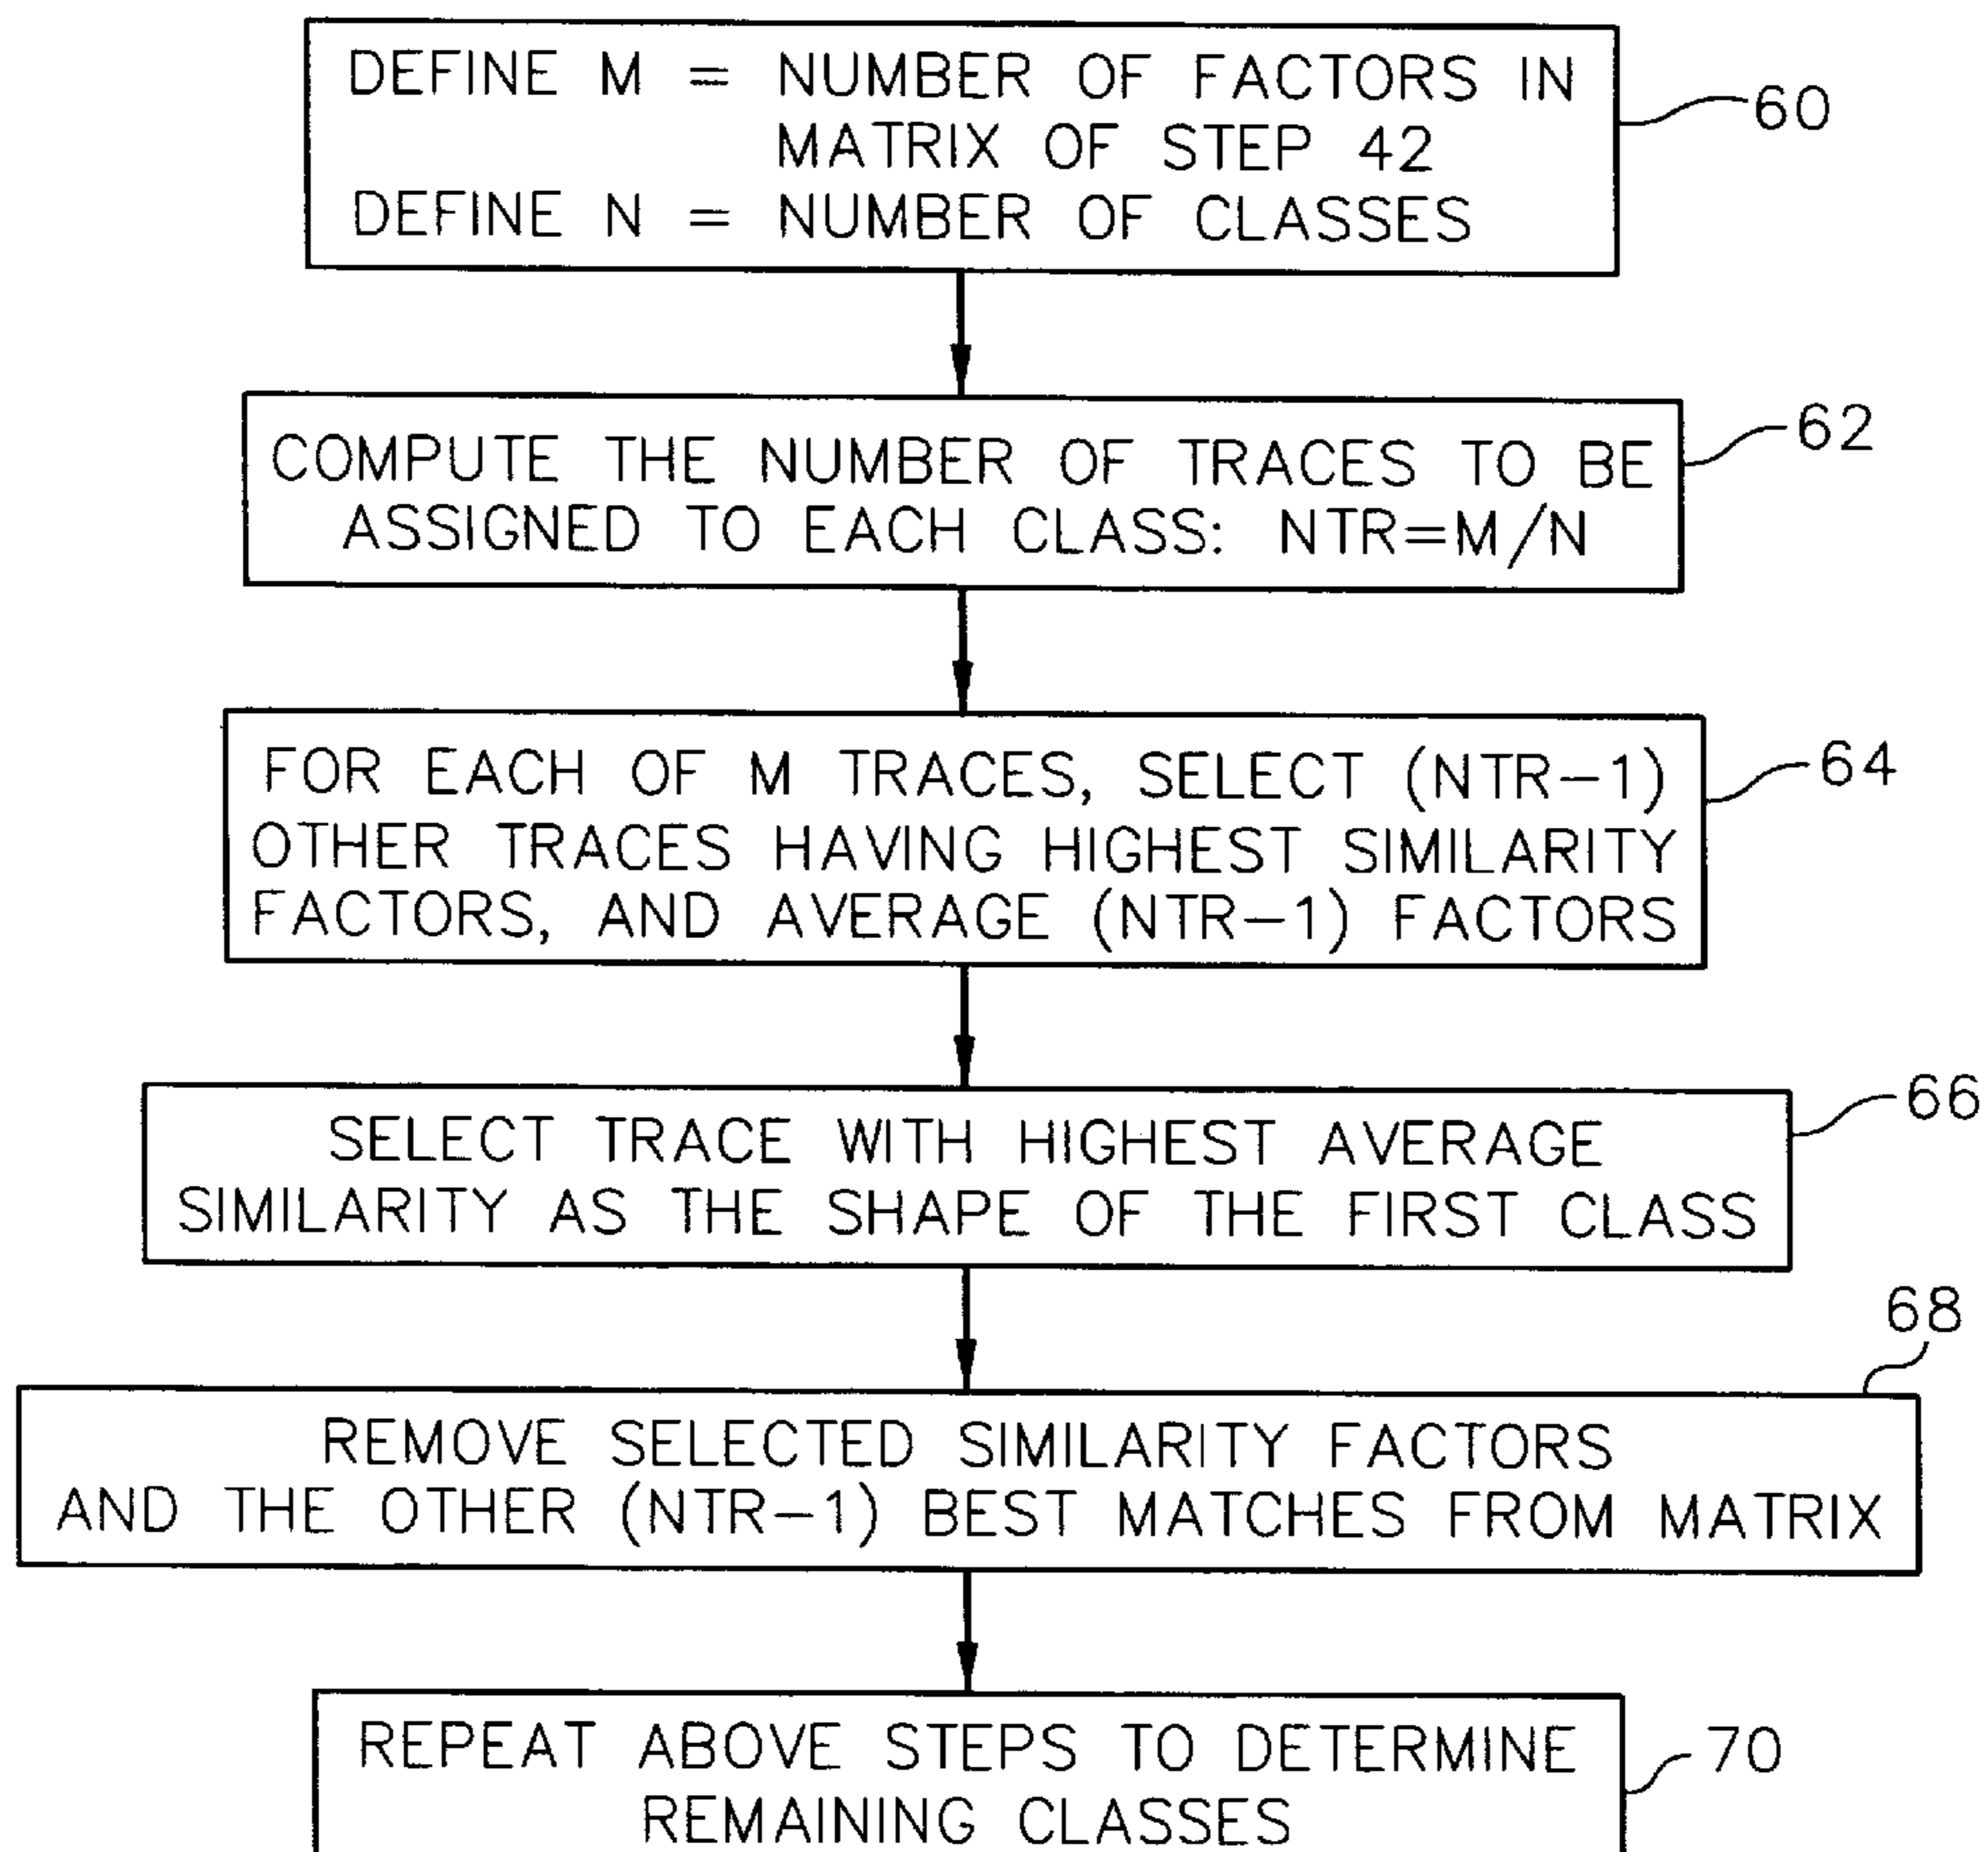 DEFINE M = NUMBER OF FACTORS IN
MATRIX OF STEP 42
DEFINE N = NUMBER OF CLASSES
60
COMPUTE THE NUMBER OF TRACES TO BE
ASSIGNED TO EACH CLASS: NTR=M/N
62
FOR EACH OF M TRACES, SELECT (NTR-1)
OTHER TRACES HAVING HIGHEST SIMILARITY
FACTORS, AND AVERAGE (NTR-1) FACTORS
64
SELECT TRACE WITH HIGHEST AVERAGE
SIMILARITY AS THE SHAPE OF THE FIRST CLASS
66
68
REMOVE SELECTED SIMILARITY FACTORS
AND THE OTHER (NTR-1) BEST MATCHES FROM MATRIX
REPEAT ABOVE STEPS TO DETERMINE
REMAINING CLASSES
70